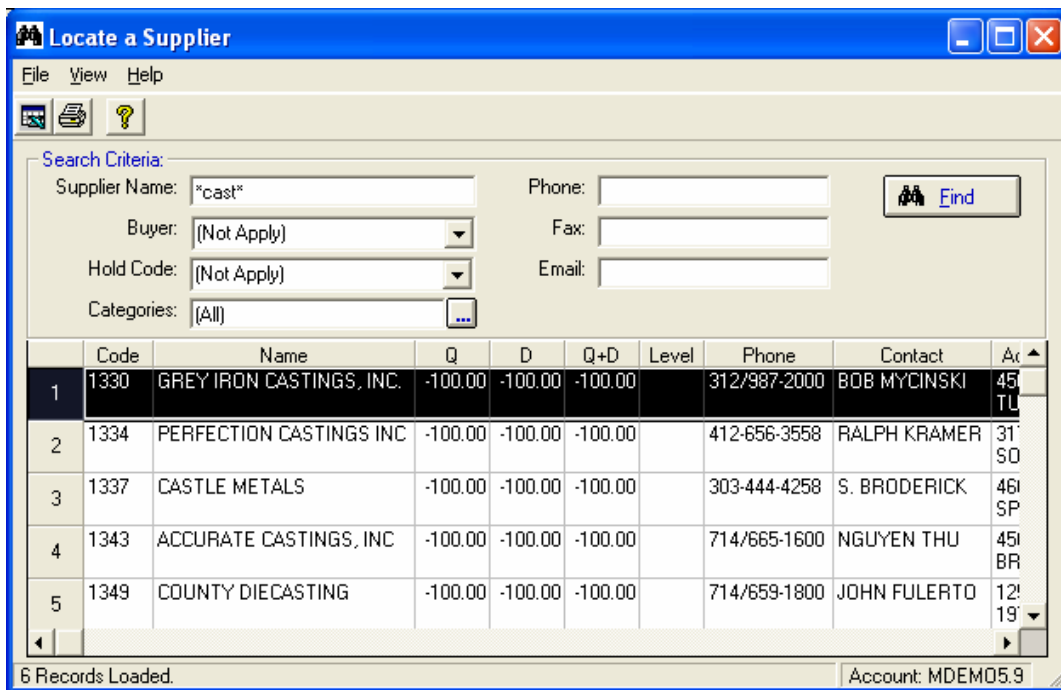 Locate a Supplier
File View Help
Search Criteria:
Supplier Name: *cast* Phone: Find
Buyer: (Not Apply) Fax:
Hold Code: (Not Apply) Email:
Categories: (All) ...
Code Name Q D Q+D Level Phone Contact
1 1330 GREY IRON CASTINGS, INC. -100.00 -100.00 -100.00 312/987-2000 BOB MYCINSKI
TU
2 1334 PERFECTION CASTINGS INC -100.00 -100.00 -100.00 412-656-3558 RALPH KRAMER
SO
3 1337 CASTLE METALS -100.00 -100.00 -100.00 303-444-4258 S. BRODERICK
SP
4 1343 ACCURATE CASTINGS, INC -100.00 -100.00 -100.00 714/665-1600 NGUYEN THU
BR
5 1349 COUNTY DIECASTING -100.00 -100.00 -100.00 714/659-1800 JOHN FULERTO
6 Records Loaded. Account: MDEMO5.9